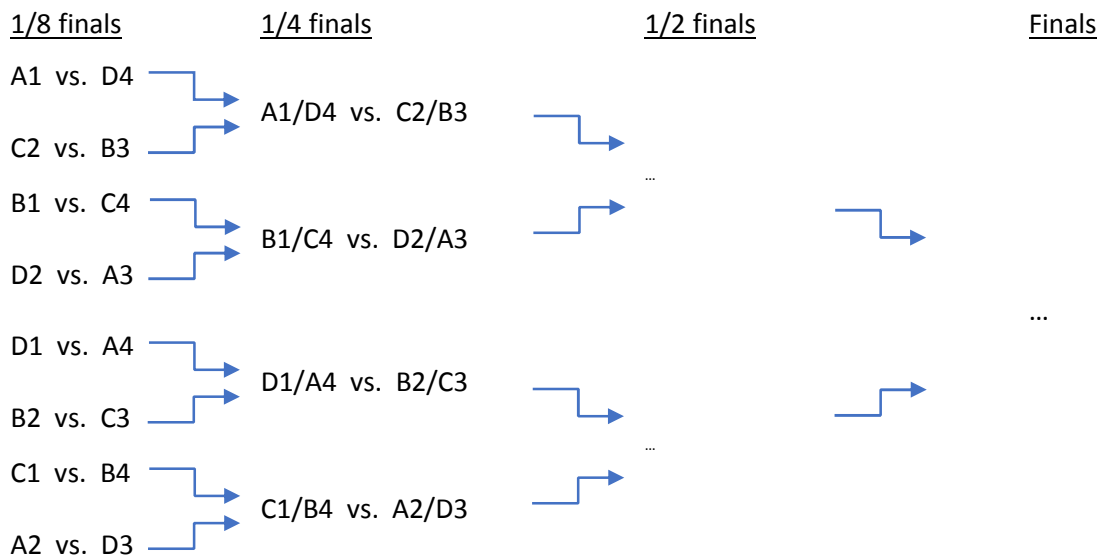 1/8 finals 1/4 finals 1/2 finals Finals
A1 vs. D4
A1/D4 vs. C2/B3
C2 vs. B3
...
B1 vs. C4
B1/C4 vs. D2/A3
D2 vs. A3
...
D1 vs. A4
D1/A4 vs. B2/C3
B2 vs. C3
...
C1 vs. B4
C1/B4 vs. A2/D3
A2 vs. D3